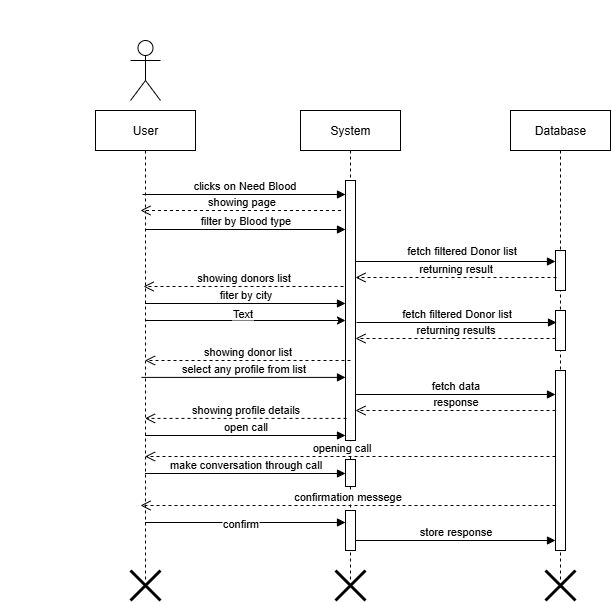 User
System
Database
clicks on Need Blood
showing page
filter by Blood type
fetch filtered Donor list
returning result
showing donors list
fiter by city
Text
fetch filtered Donor list
returning results
showing donor list
select any profile from list
fetch data
response
showing profile details
open call
opening call
make conversation through call
confirmation messege
confirm
store response